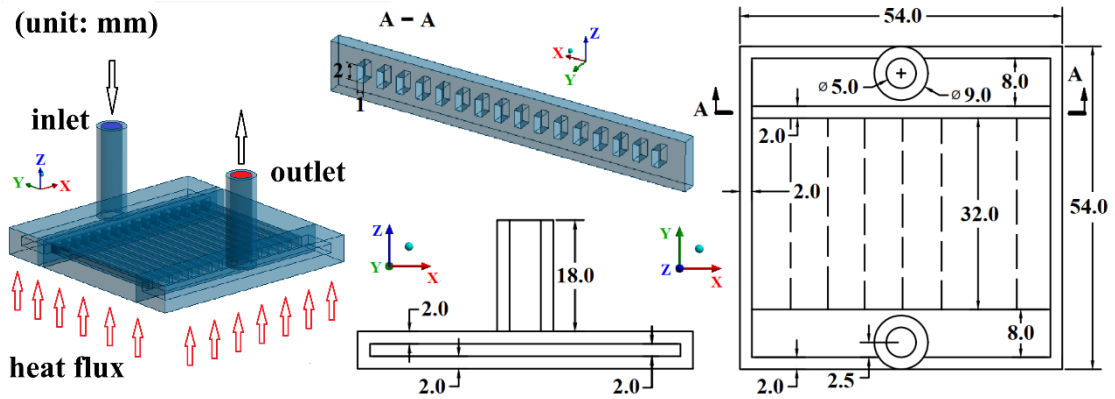 (unit: mm)
inlet
outlet
Z
Y
X
heat flux
A - A
Z
X
Y
2
1
Z
Y
X
18.0
2.0
2.0
2.0
Y
Z
X
54.0
A
A
⌀5.0
⌀9.0
8.0
2.0
2.0
32.0
54.0
8.0
2.0
2.5